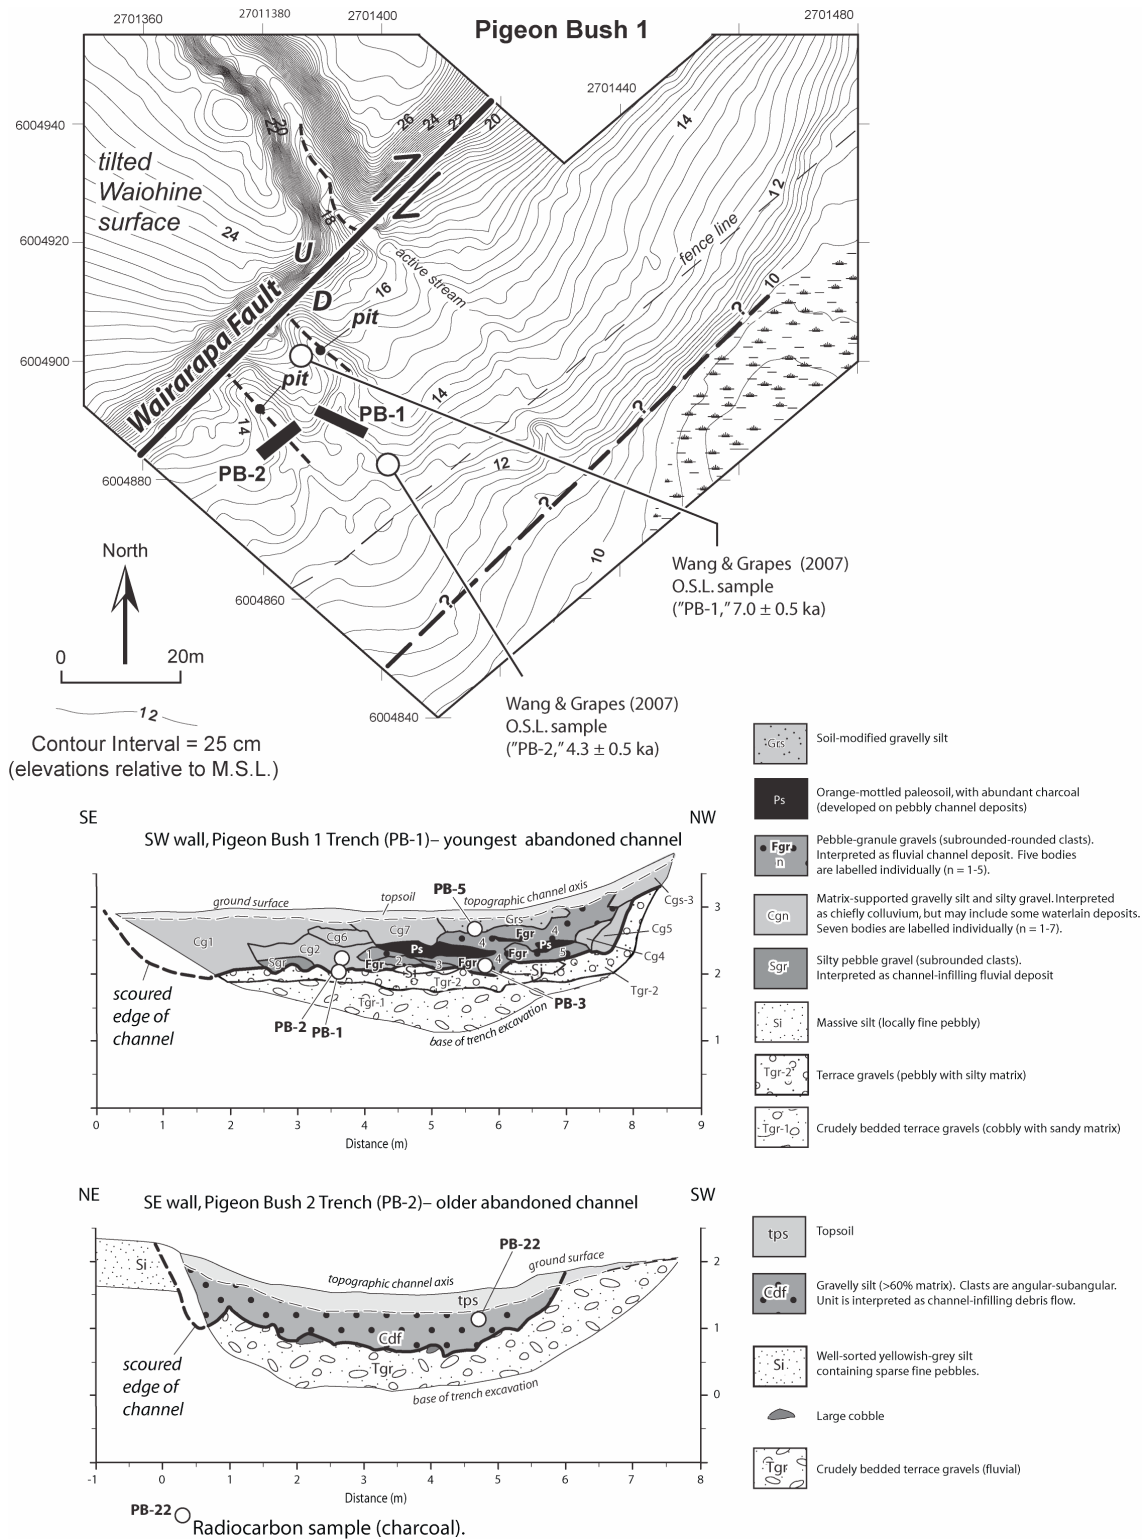 2701360
2701380
2701400
Pigeon Bush 1
2701480
2701440
6004940
6004920
6004900
6004880
6004860
6004840
26
24
22
20
20
22
18
14
12
tilted
Waiohine
surface
24
U
D
active stream
16
fence line
10
?
Wairarapa Fault
pit
pit
14
14
PB-1
PB-2
12
?
?
?
10
Wang & Grapes (2007)
O.S.L. sample
("PB-1," 7.0 ± 0.5 ka)
North
0 20m
12
Contour Interval = 25 cm
(elevations relative to M.S.L.)
Wang & Grapes (2007)
O.S.L. sample
("PB-2," 4.3 ± 0.5 ka)
SE
NW
SW wall, Pigeon Bush 1 Trench (PB-1)– youngest abandoned channel
PB-5
ground surface
topsoil
topographic channel axis
Cgs-3
Grs
Cg1
Cg2
Cg6
Cg7
4
Fgr
4
Cg5
Ps
Ps
Sgr
1
Fgr
2
3
Fgr
4
Fgr
5
Cg4
Si
Si
Tgr-2
Tgr-2
Tgr-1
scoured
edge of
channel
PB-2
PB-1
PB-3
base of trench excavation
3
2
1
0 1 2 3 4 5 6 7 8 9
Distance (m)
Grs
Soil-modified gravelly silt
Ps
Orange-mottled paleosoil, with abundant charcoal
(developed on pebbly channel deposits)
Fgr
n
Pebble-granule gravels (subrounded-rounded clasts).
Interpreted as fluvial channel deposit. Five bodies
are labelled individually (n = 1-5).
Cgn
Matrix-supported gravelly silt and silty gravel. Interpreted
as chiefly colluvium, but may include some waterlain deposits.
Seven bodies are labelled individually (n = 1-7).
Sgr
Silty pebble gravel (subrounded clasts).
Interpreted as channel-infilling fluvial deposit
Si
Massive silt (locally fine pebbly)
Tgr-2
Terrace gravels (pebbly with silty matrix)
Tgr-1
Crudely bedded terrace gravels (cobbly with sandy matrix)
NE
SW
SE wall, Pigeon Bush 2 Trench (PB-2)– older abandoned channel
PB-22
ground surface
Si
topographic channel axis
tps
Cdf
Tgr
scoured
edge of
channel
base of trench excavation
2
1
0
-1 0 1 2 3 4 5 6 7 8
Distance (m)
tps
Topsoil
Cdf
Gravelly silt (>60% matrix). Clasts are angular-subangular.
Unit is interpreted as channel-infilling debris flow.
Si
Well-sorted yellowish-grey silt
containing sparse fine pebbles.
Large cobble
Tgr
Crudely bedded terrace gravels (fluvial)
PB-22
Radiocarbon sample (charcoal).